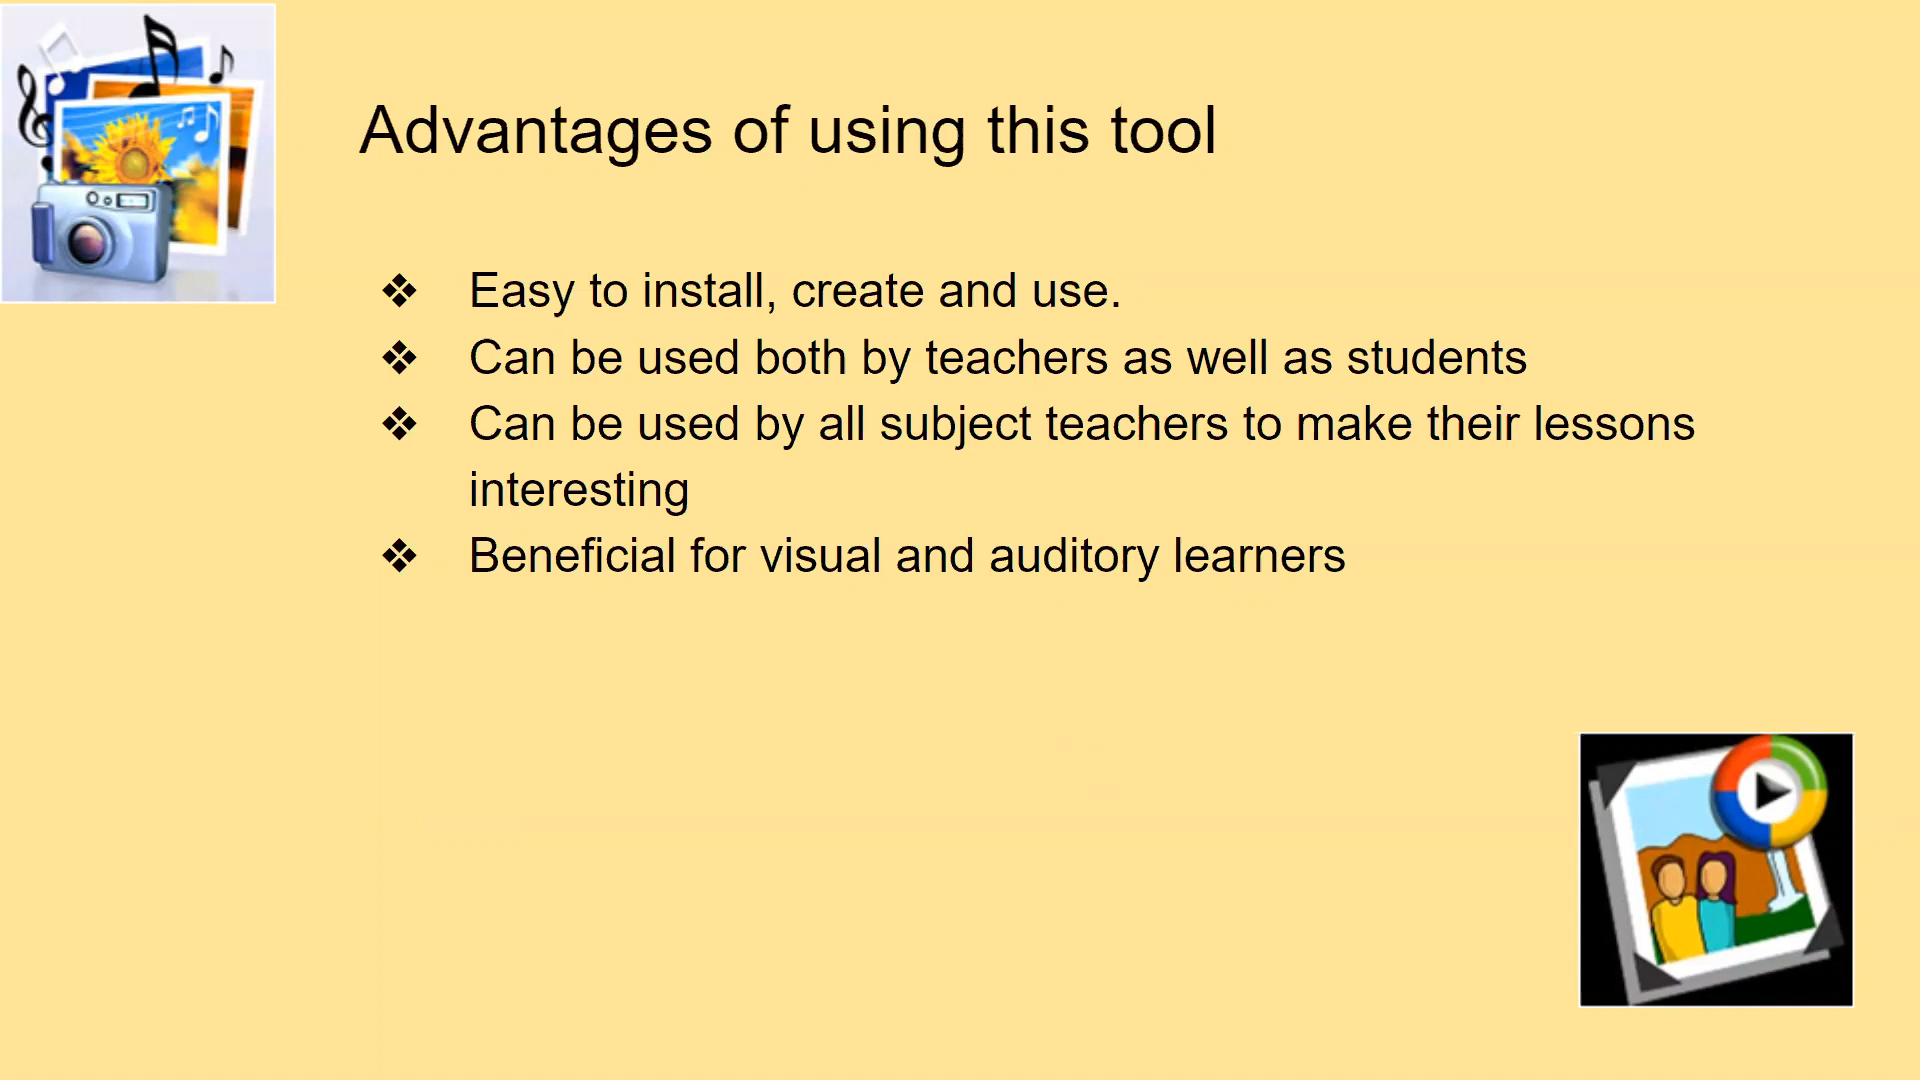 Advantages of using this tool
❖ Easy to install, create and use.
❖ Can be used both by teachers as well as students
❖ Can be used by all subject teachers to make their lessons
interesting
❖ Beneficial for visual and auditory learners